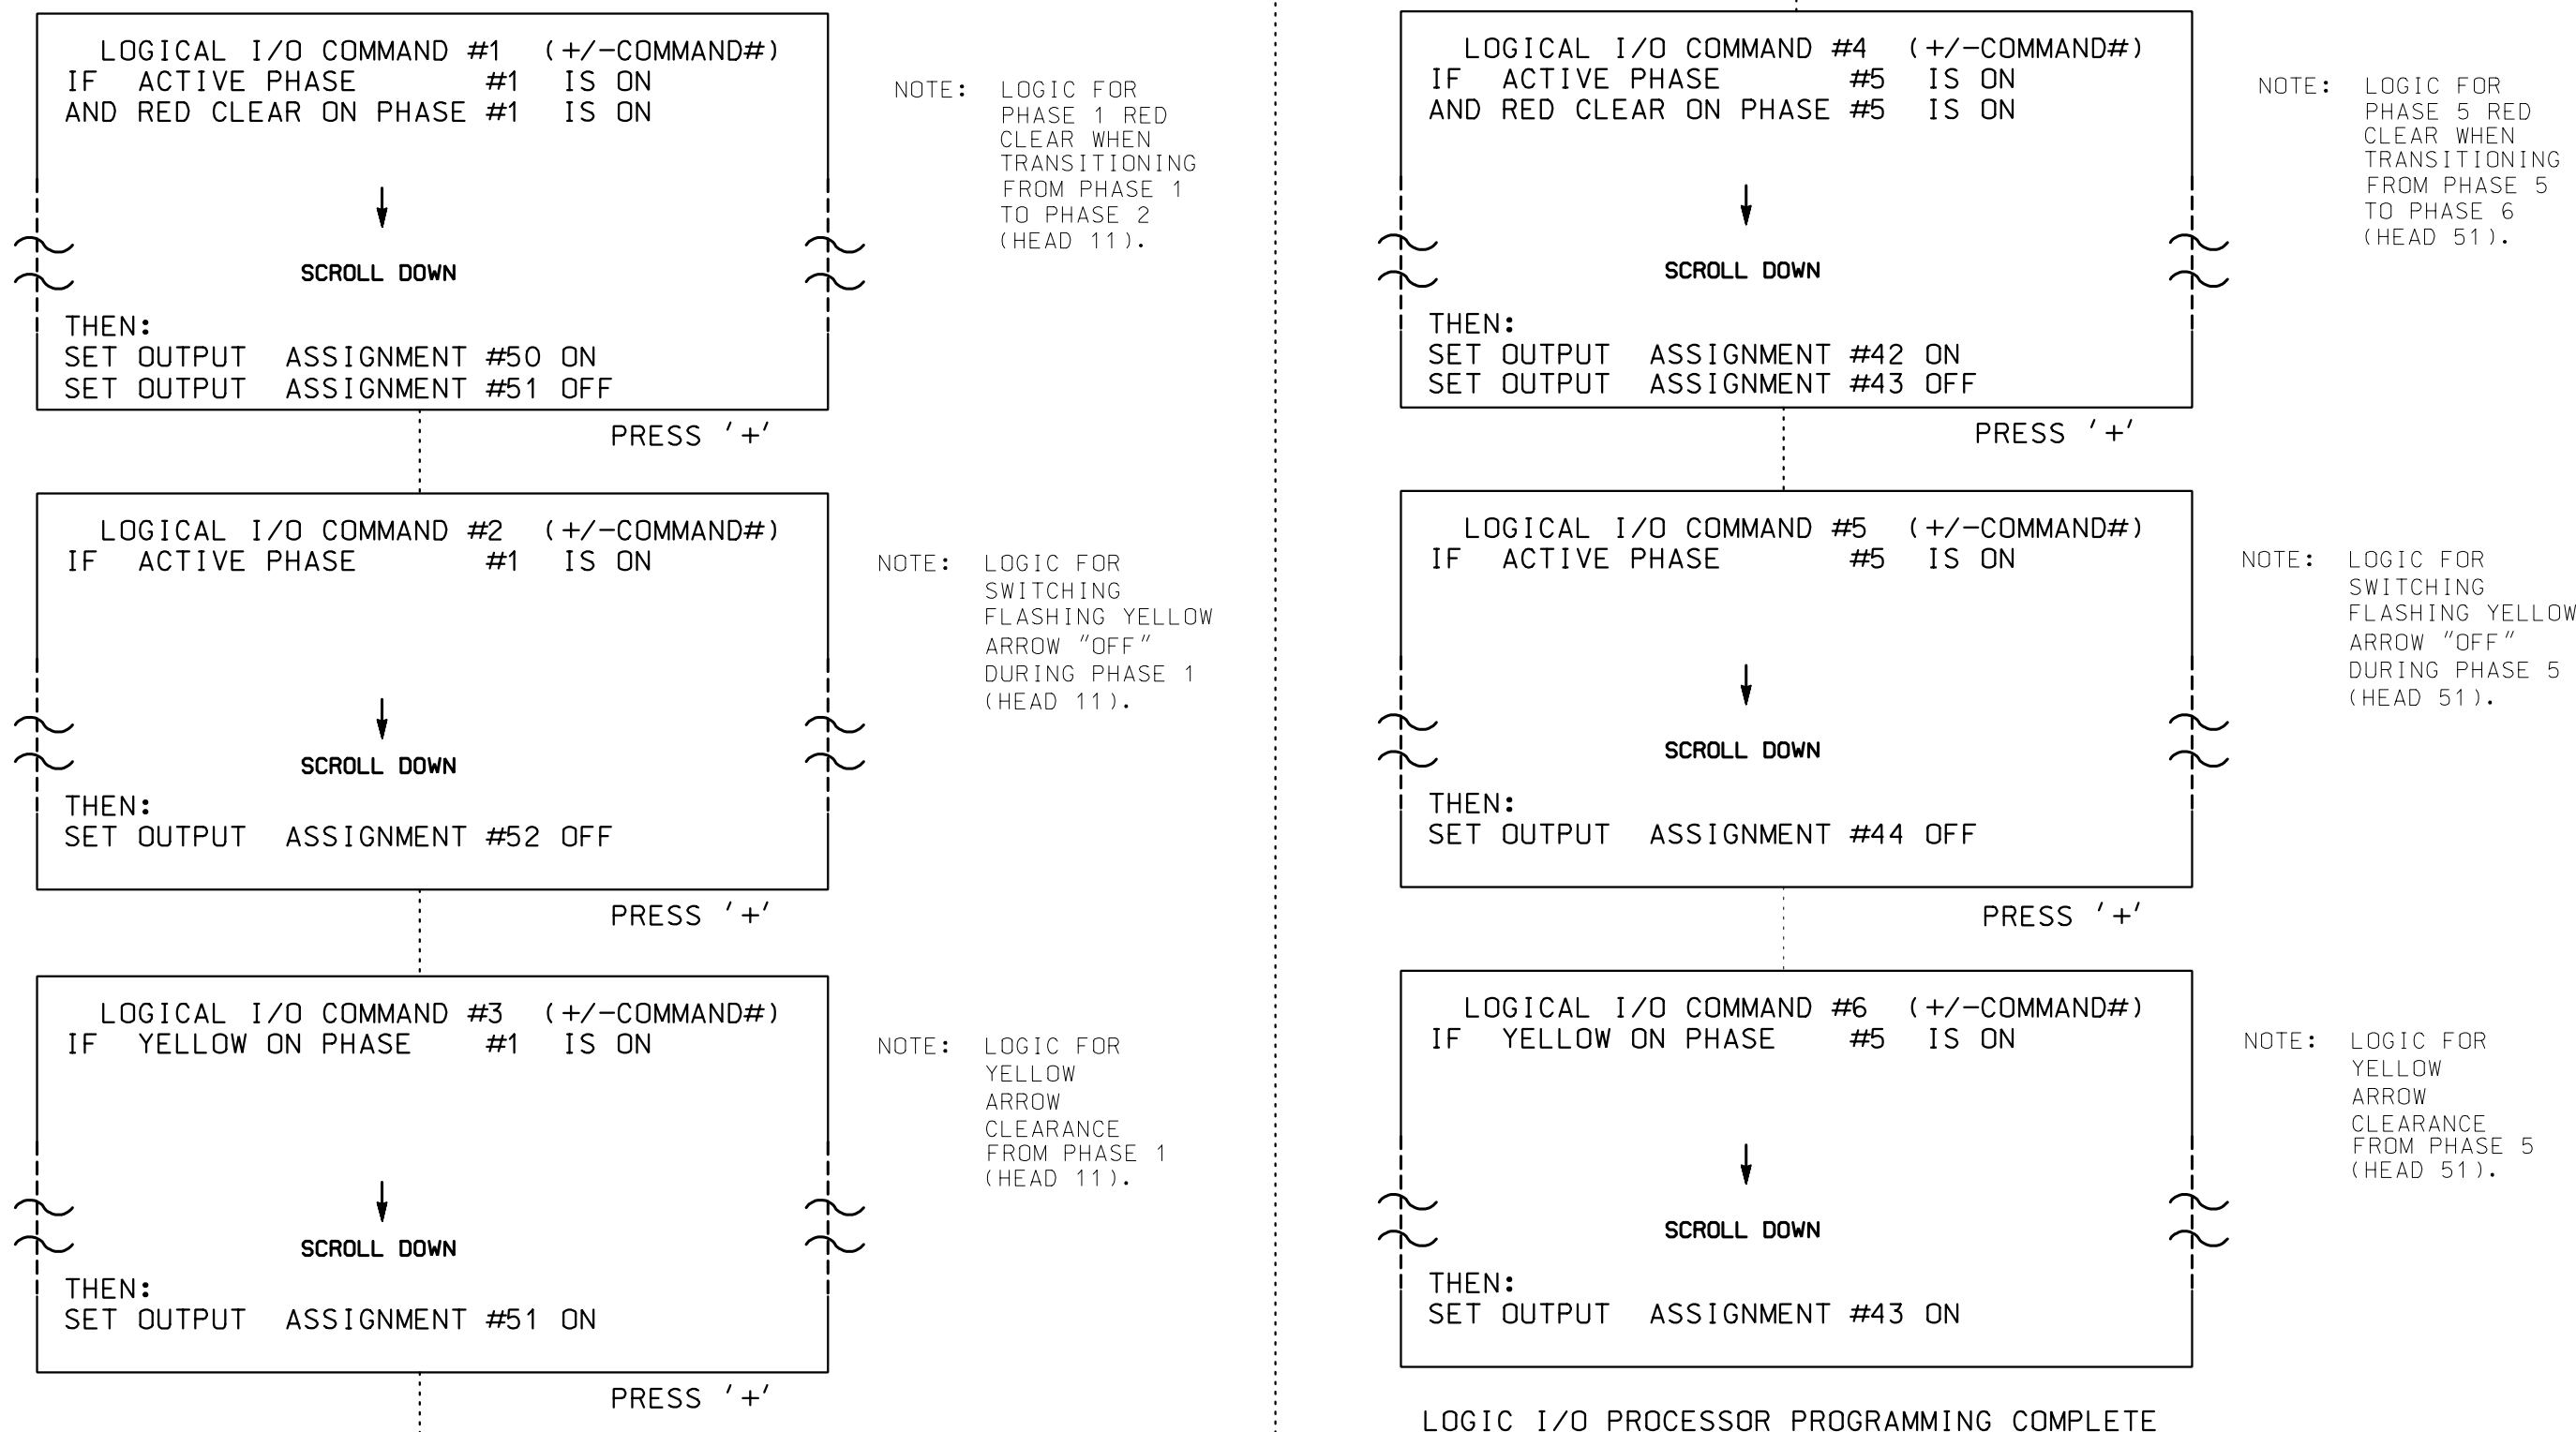 LOGICAL I/O COMMAND #1 (+/-COMMAND#)
IF ACTIVE PHASE #1 IS ON
AND RED CLEAR ON PHASE #1 IS ON
SCROLL DOWN
THEN:
SET OUTPUT ASSIGNMENT #50 ON
SET OUTPUT ASSIGNMENT #51 OFF
PRESS '+'
NOTE: LOGIC FOR
PHASE 1 RED
CLEAR WHEN
TRANSITIONING
FROM PHASE 1
TO PHASE 2
(HEAD 11).
LOGICAL I/O COMMAND #2 (+/-COMMAND#)
IF ACTIVE PHASE #1 IS ON
SCROLL DOWN
THEN:
SET OUTPUT ASSIGNMENT #52 OFF
PRESS '+'
NOTE: LOGIC FOR
SWITCHING
FLASHING YELLOW
ARROW "OFF"
DURING PHASE 1
(HEAD 11).
LOGICAL I/O COMMAND #3 (+/-COMMAND#)
IF YELLOW ON PHASE #1 IS ON
SCROLL DOWN
THEN:
SET OUTPUT ASSIGNMENT #51 ON
PRESS '+'
NOTE: LOGIC FOR
YELLOW
ARROW
CLEARANCE
FROM PHASE 1
(HEAD 11).
LOGICAL I/O COMMAND #4 (+/-COMMAND#)
IF ACTIVE PHASE #5 IS ON
AND RED CLEAR ON PHASE #5 IS ON
SCROLL DOWN
THEN:
SET OUTPUT ASSIGNMENT #42 ON
SET OUTPUT ASSIGNMENT #43 OFF
PRESS '+'
NOTE: LOGIC FOR
PHASE 5 RED
CLEAR WHEN
TRANSITIONING
FROM PHASE 5
TO PHASE 6
(HEAD 51).
LOGICAL I/O COMMAND #5 (+/-COMMAND#)
IF ACTIVE PHASE #5 IS ON
SCROLL DOWN
THEN:
SET OUTPUT ASSIGNMENT #44 OFF
PRESS '+'
NOTE: LOGIC FOR
SWITCHING
FLASHING YELLOW
ARROW "OFF"
DURING PHASE 5
(HEAD 51).
LOGICAL I/O COMMAND #6 (+/-COMMAND#)
IF YELLOW ON PHASE #5 IS ON
SCROLL DOWN
THEN:
SET OUTPUT ASSIGNMENT #43 ON
NOTE: LOGIC FOR
YELLOW
ARROW
CLEARANCE
FROM PHASE 5
(HEAD 51).
LOGIC I/O PROCESSOR PROGRAMMING COMPLETE